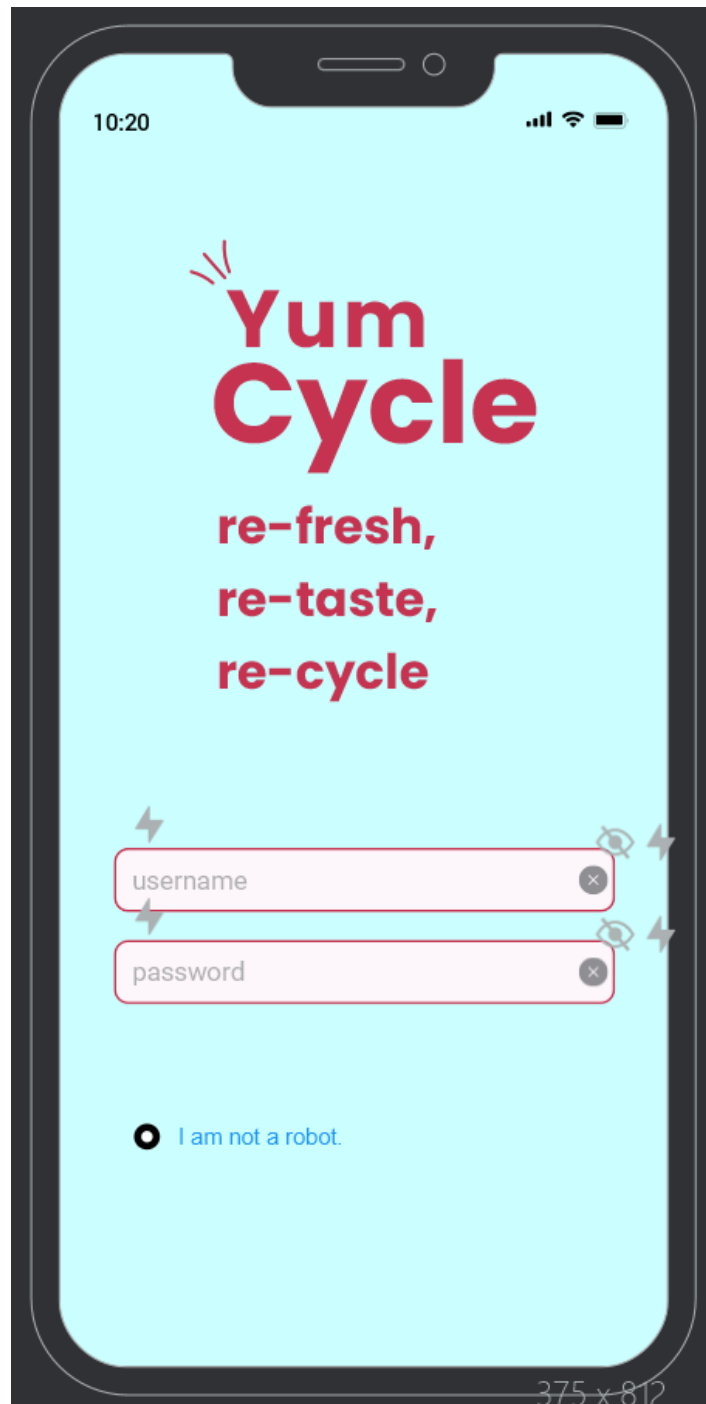 10:20
Yum
Cycle
re-fresh,
re-taste,
re-cycle
username
password
I am not a robot.
375 x 812